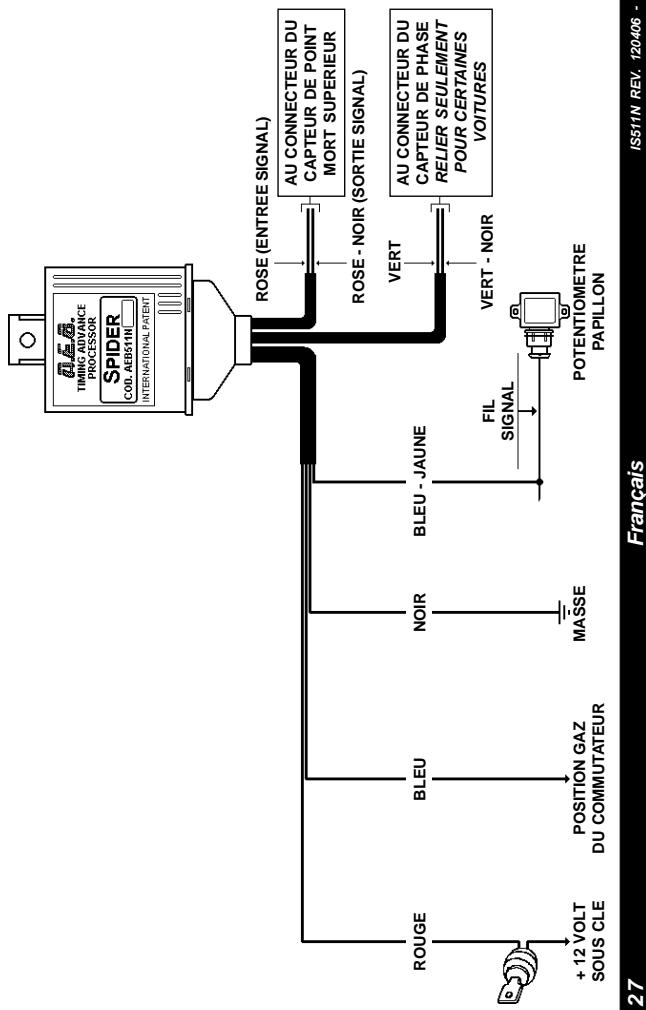 A.E.B.
TIMING ADVANCE
PROCESSOR
SPIDER
COD. AEB511N
INTERNATIONAL PATENT
ROSE (ENTREE SIGNAL)
AU CONNECTEUR DU
CAPTEUR DE POINT
MORT SUPERIEUR
ROSE - NOIR (SORTIE SIGNAL)
VERT
AU CONNECTEUR DU
CAPTEUR DE PHASE
RELIER SEULEMENT
POUR CERTAINES
VOITURES
VERT - NOIR
ROUGE
BLEU
NOIR
BLEU - JAUNE
FIL
SIGNAL
+ 12 VOLT
SOUS CLE
POSITION GAZ
DU COMMUTATEUR
MASSE
POTENTIOMETRE
PAPILLON
27
Français
IS511N REV. 120406 -